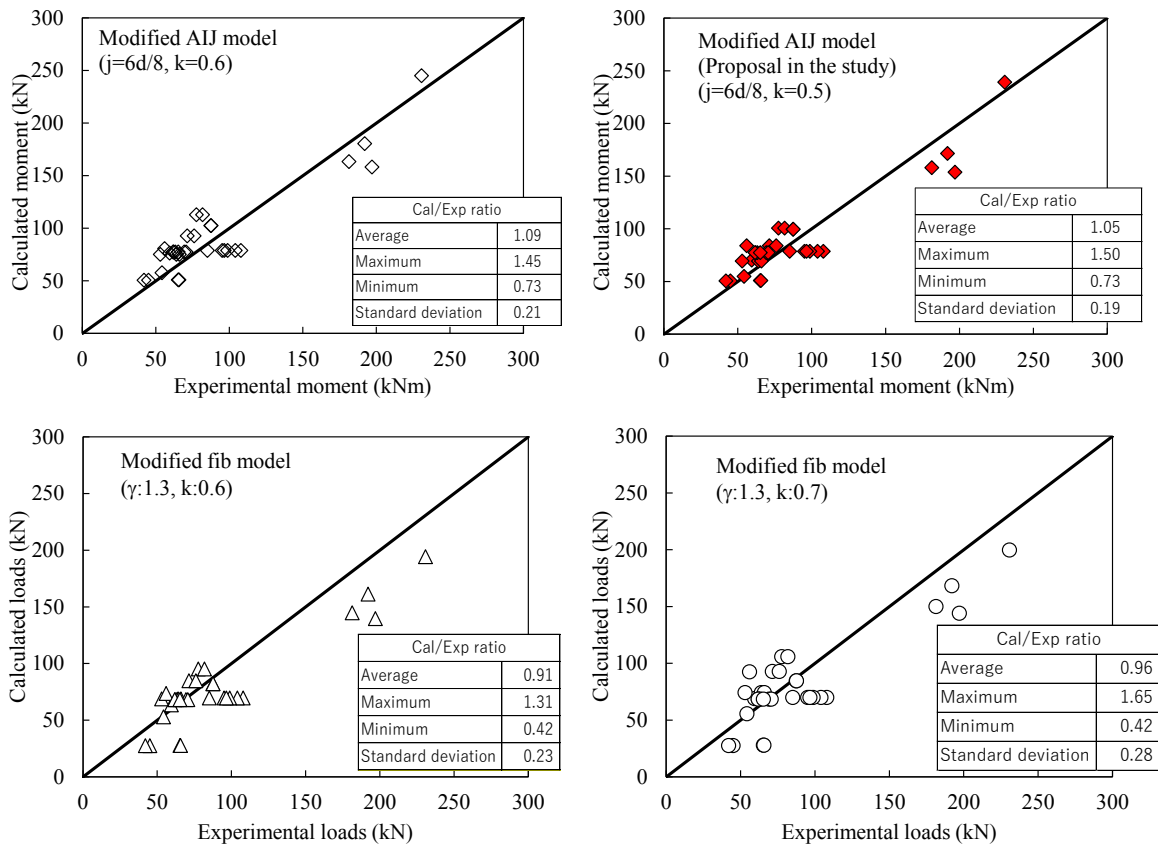 Modified AIJ model
(j=6d/8, k=0.6)
Calculated moment (kN)
300
250
200
150
100
50
0
Cal/Exp ratio
Average 1.09
Maximum 1.45
Minimum 0.73
Standard deviation 0.21
0 50 100 150 200 250 300
Experimental moment (kNm)
Modified AIJ model
(Proposal in the study)
(j=6d/8, k=0.5)
Calculated moment (kN)
300
250
200
150
100
50
0
Cal/Exp ratio
Average 1.05
Maximum 1.50
Minimum 0.73
Standard deviation 0.19
0 50 100 150 200 250 300
Experimental moment (kNm)
Modified fib model
(γ:1.3, k:0.6)
Calculated loads (kN)
300
250
200
150
100
50
0
Cal/Exp ratio
Average 0.91
Maximum 1.31
Minimum 0.42
Standard deviation 0.23
0 50 100 150 200 250 300
Experimental loads (kN)
Modified fib model
(γ:1.3, k:0.7)
Calculated loads (kN)
300
250
200
150
100
50
0
Cal/Exp ratio
Average 0.96
Maximum 1.65
Minimum 0.42
Standard deviation 0.28
0 50 100 150 200 250 300
Experimental loads (kN)